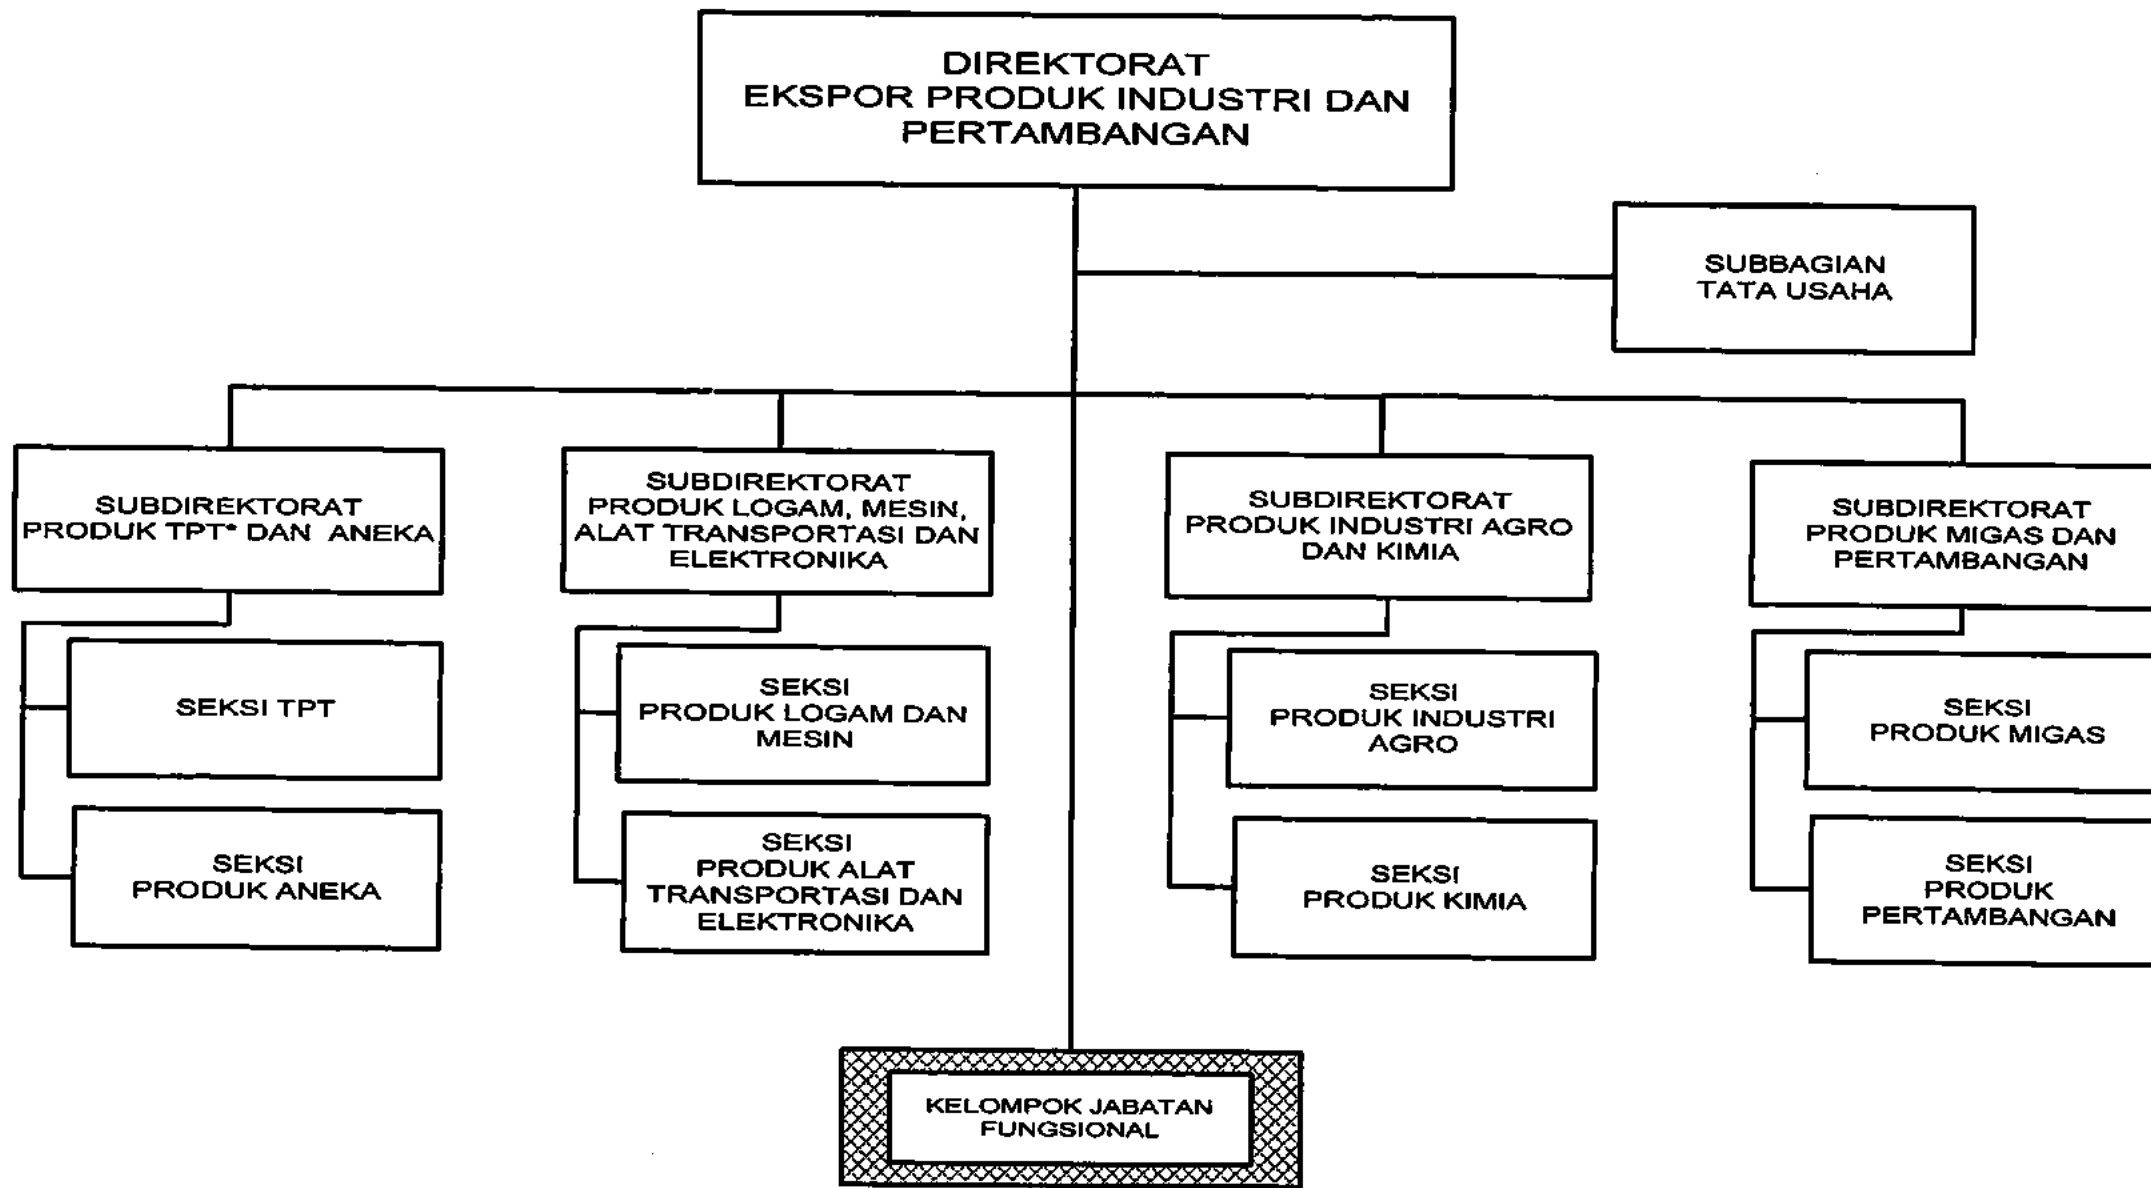 DIREKTORAT
EKSPOR PRODUK INDUSTRI DAN
PERTAMBANGAN
SUBBAGIAN
TATA USAHA
SUBDIREKTORAT
PRODUK TPT* DAN ANEKA
SUBDIREKTORAT
PRODUK LOGAM, MESIN,
ALAT TRANSPORTASI DAN
ELEKTRONIKA
SUBDIREKTORAT
PRODUK INDUSTRI AGRO
DAN KIMIA
SUBDIREKTORAT
PRODUK MIGAS DAN
PERTAMBANGAN
SEKSI TPT
SEKSI
PRODUK LOGAM DAN
MESIN
SEKSI
PRODUK INDUSTRI
AGRO
SEKSI
PRODUK MIGAS
SEKSI
PRODUK ANEKA
SEKSI
PRODUK ALAT
TRANSPORTASI DAN
ELEKTRONIKA
SEKSI
PRODUK KIMIA
SEKSI
PRODUK
PERTAMBANGAN
KELOMPOK JABATAN
FUNGSIONAL